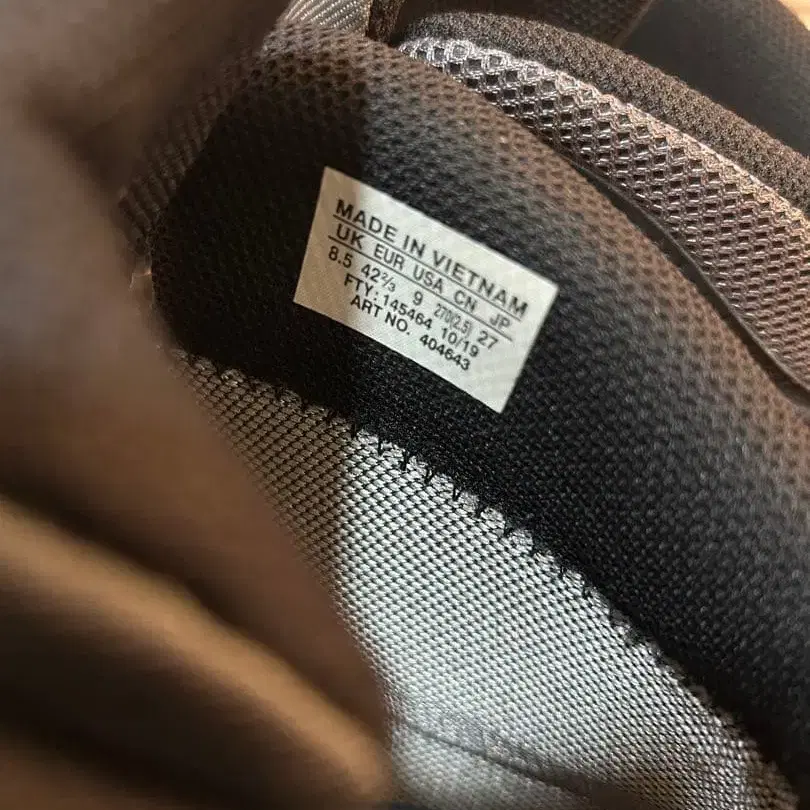 MADE IN VIETNAM
UK EUR USA CN JP
8.5 42⅔ 9 270(2.5) 27
FTY: 145464 10/19
ART NO. 404643